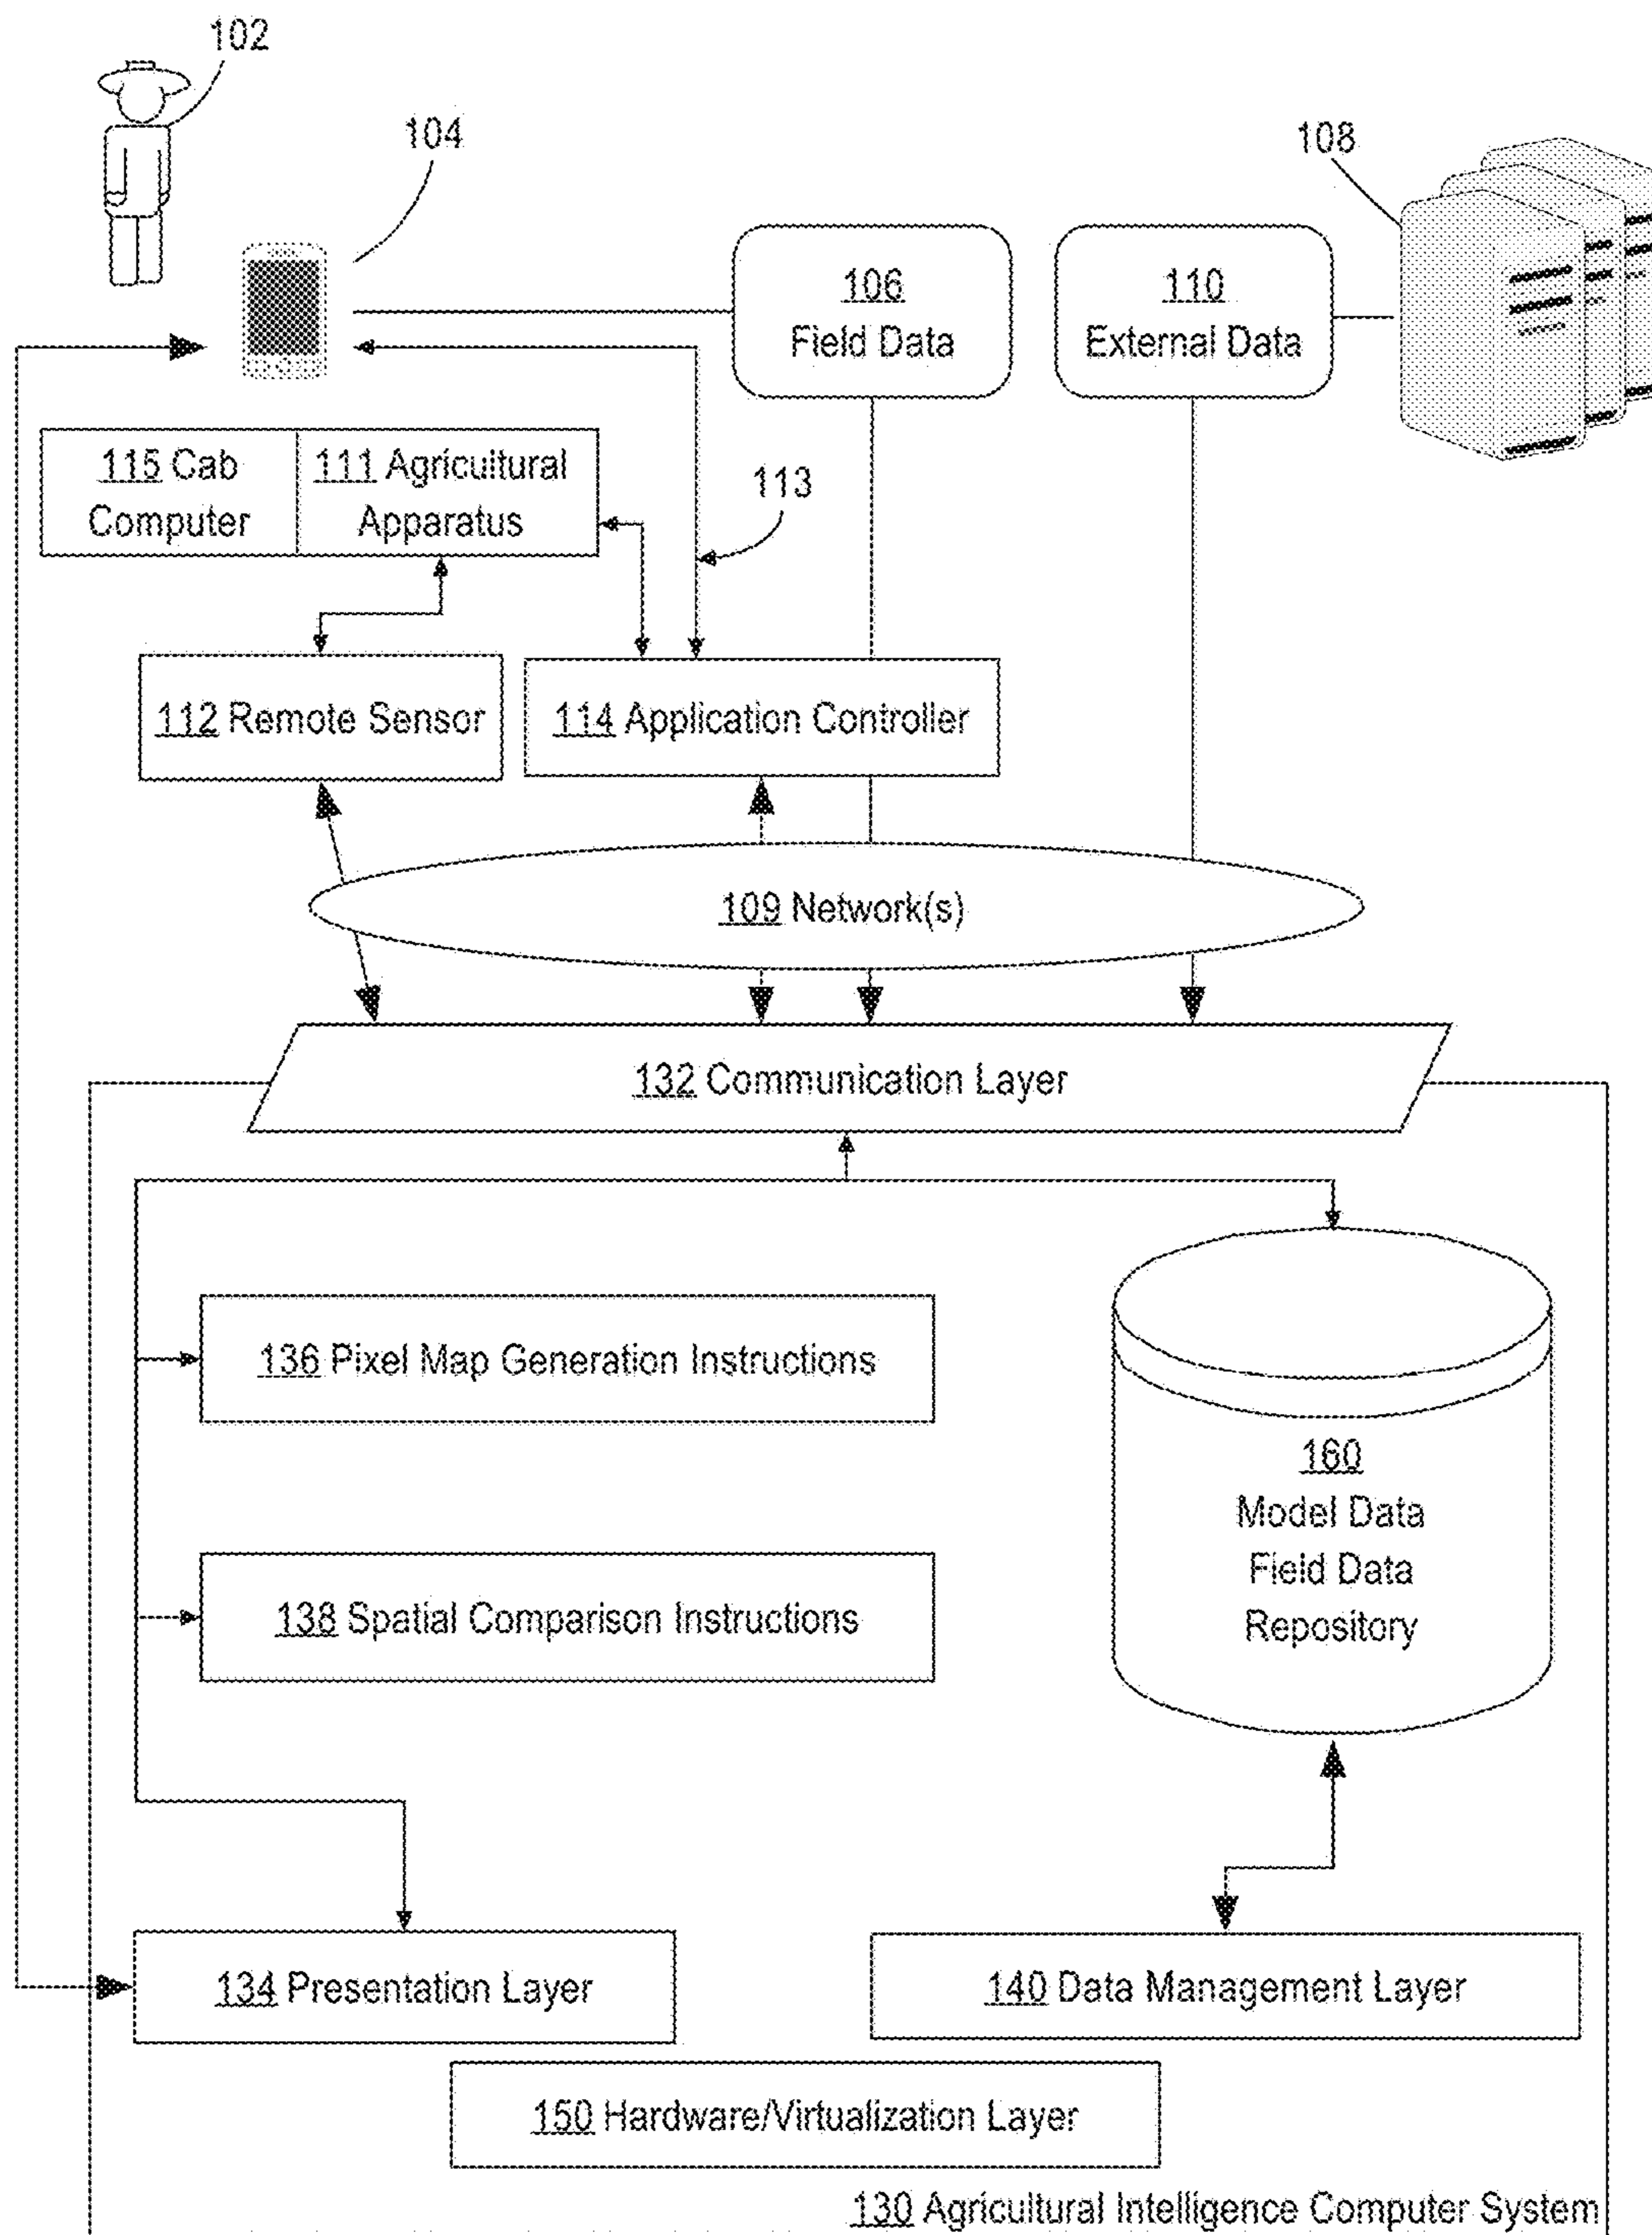 102
104
108
106
Field Data
110
External Data
115 Cab
Computer
111 Agricultural
Apparatus
113
112 Remote Sensor
114 Application Controller
109 Network(s)
132 Communication Layer
136 Pixel Map Generation Instructions
160
Model Data
Field Data
Repository
138 Spatial Comparison Instructions
134 Presentation Layer
140 Data Management Layer
150 Hardware/Virtualization Layer
130 Agricultural Intelligence Computer System